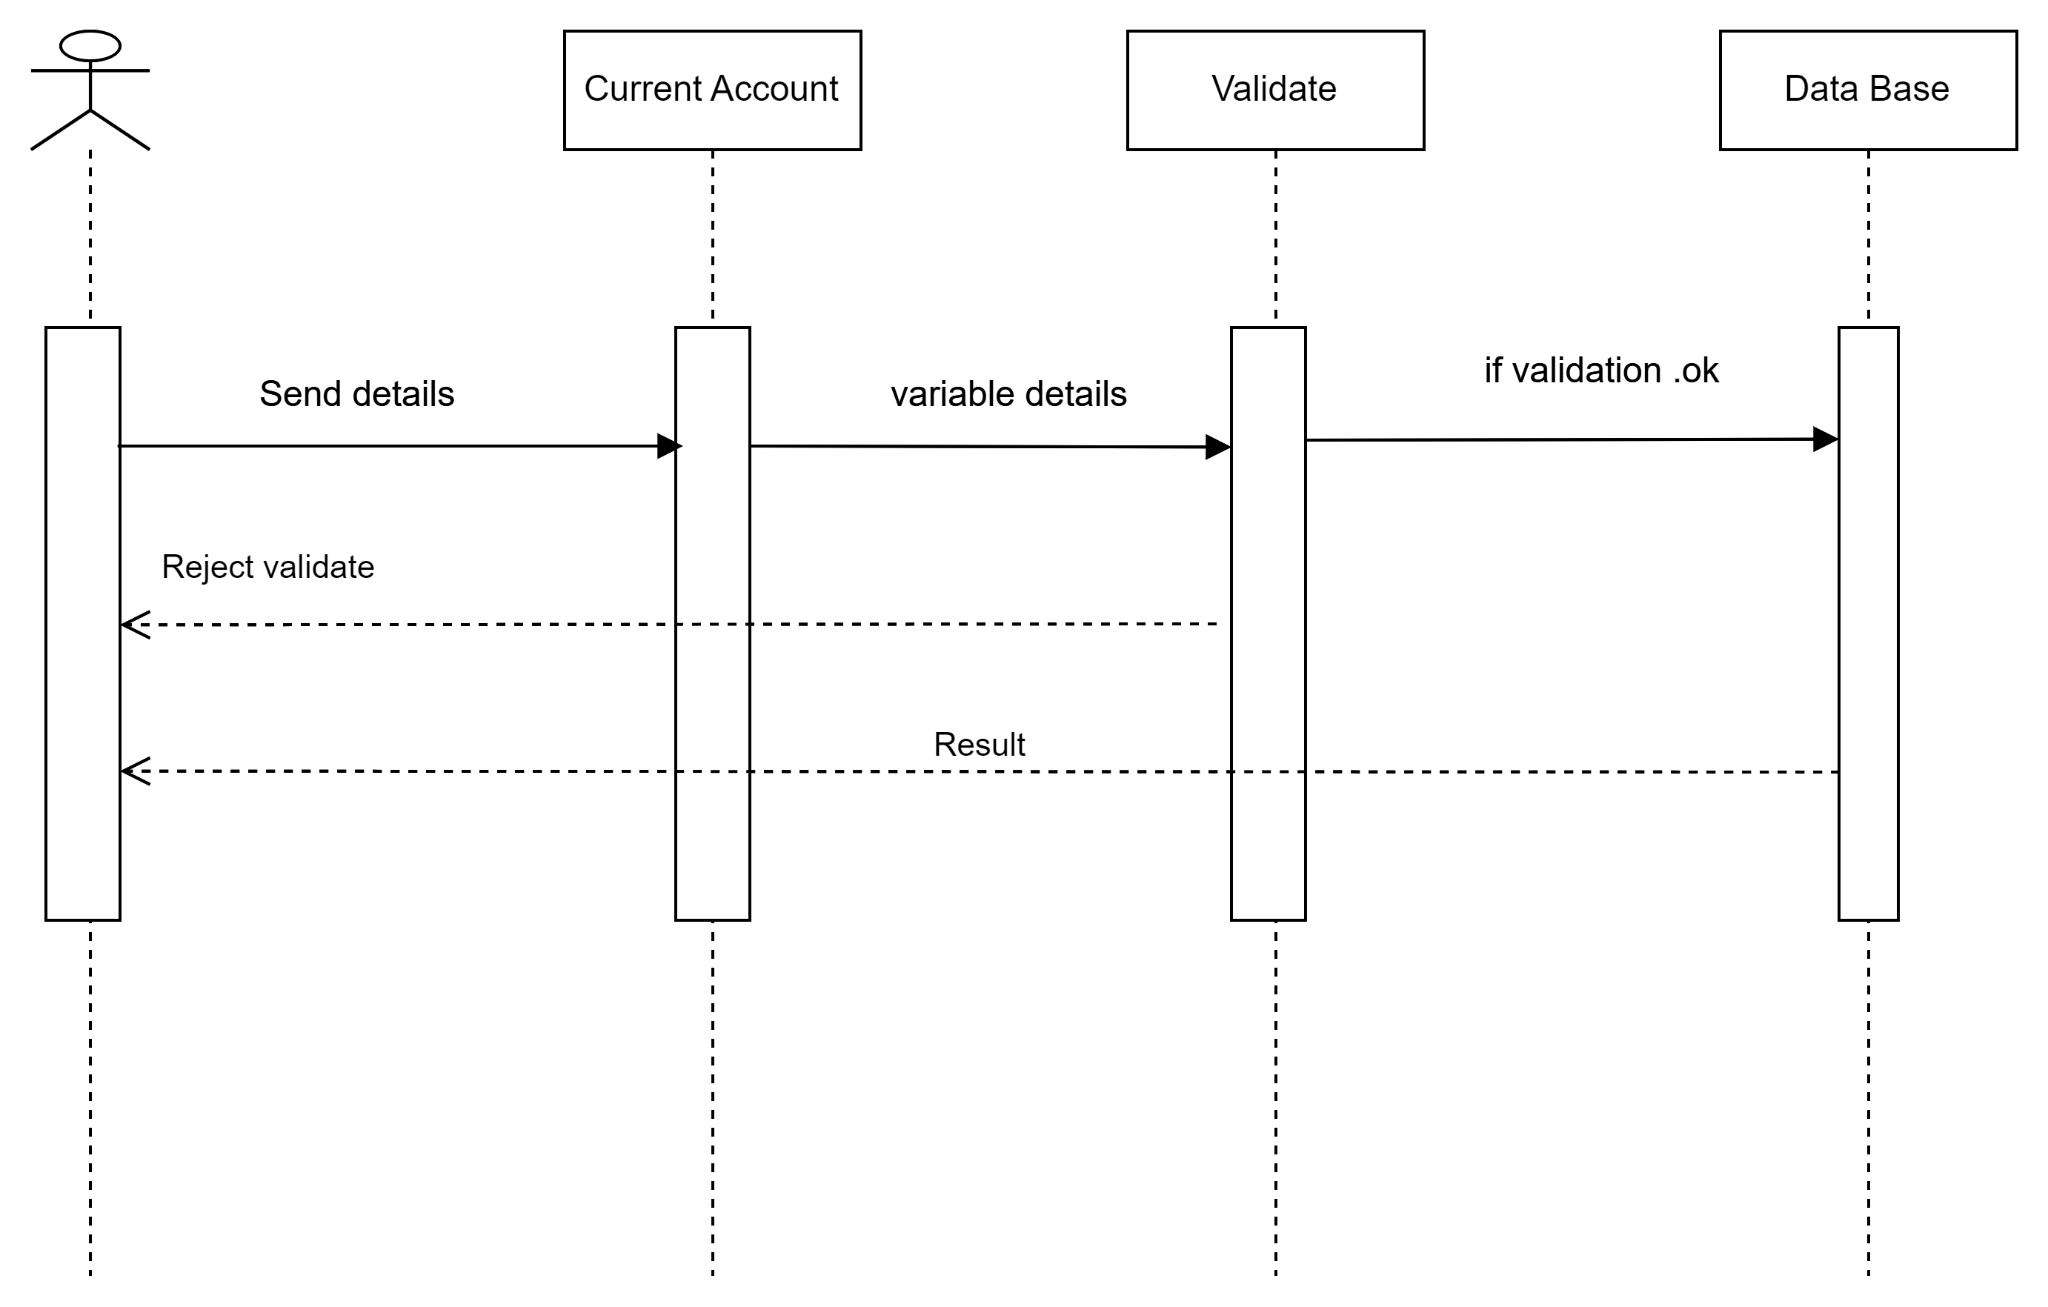 Current Account
Validate
Data Base
Send details
variable details
if validation .ok
Reject validate
Result